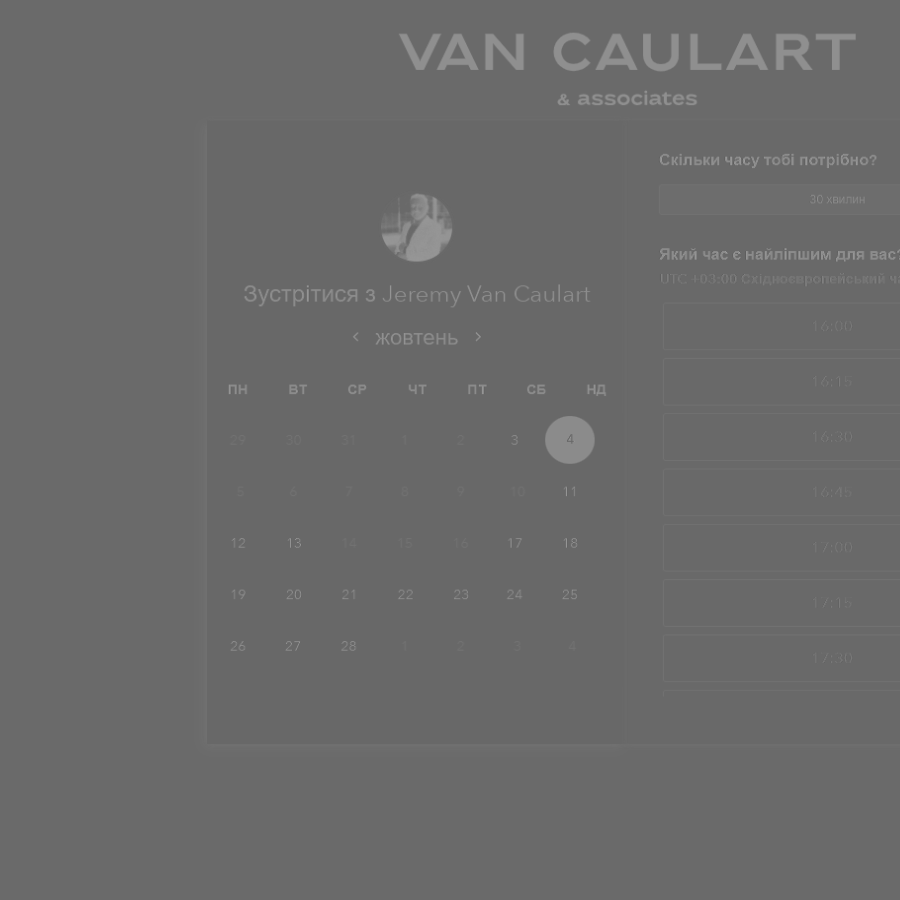 VAN CAULART
& associates
Зустрітися з Jeremy Van Caulart
жовтень
ПН ВТ СР ЧТ ПТ СБ НД
29 30 31 1 2 3 4
5 6 7 8 9 10 11
12 13 14 15 16 17 18
19 20 21 22 23 24 25
26 27 28 1 2 3 4
Скільки часу тобі потрібно?
30 хвилин
Який час є найліпшим для вас?
UTC +03:00 Східноєвропейський
16:00
16:15
16:30
16:45
17:00
17:15
17:30